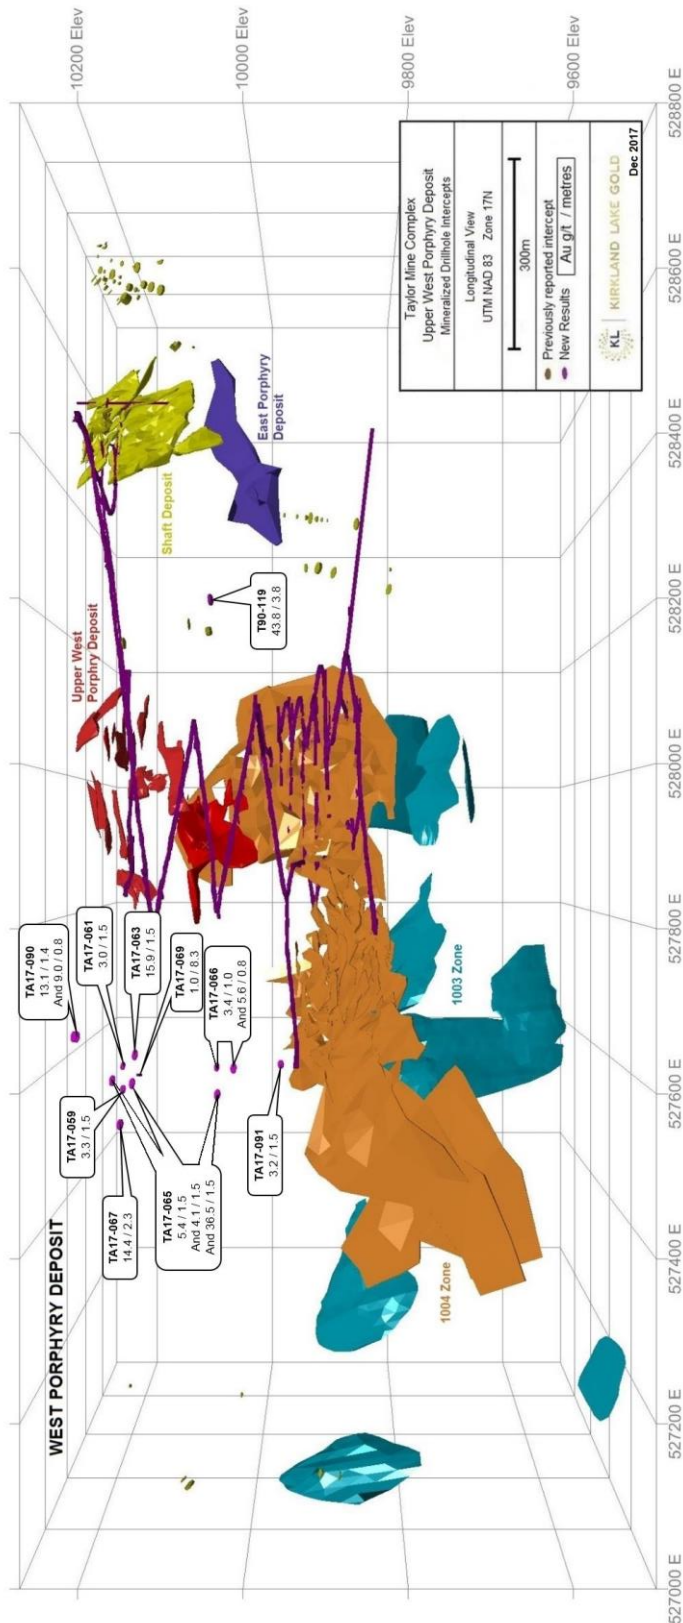 WEST PORPHYRY DEPOSIT
10200 Elev
10000 Elev
9800 Elev
9600 Elev
TA17-067
14.4 / 2.3
TA17-059
3.3 / 1.5
TA17-090
13.1 / 1.4
And 9.0 / 0.8
TA17-061
3.0 / 1.5
TA17-063
15.9 / 1.5
TA17-069
1.0 / 8.3
TA17-065
5.4 / 1.5
And 4.1 / 1.5
And 36.5 / 1.5
TA17-066
3.4 / 1.0
And 5.6 / 0.8
TA17-091
3.2 / 1.5
Upper West
Porphry Deposit
T90-119
43.8 / 3.8
Shaft Deposit
East Porphyry
Deposit
1004 Zone
1003 Zone
Taylor Mine Complex
Upper West Porphyry Deposit
Mineralized Drillhole Intercepts
Longitudinal View
UTM NAD 83 Zone 17N
300m
Previously reported intercept
New Results
Au g/t / metres
KL
KIRKLAND LAKE GOLD
Dec 2017
527000 E
527200 E
527400 E
527600 E
527800 E
528000 E
528200 E
528400 E
528600 E
528800 E